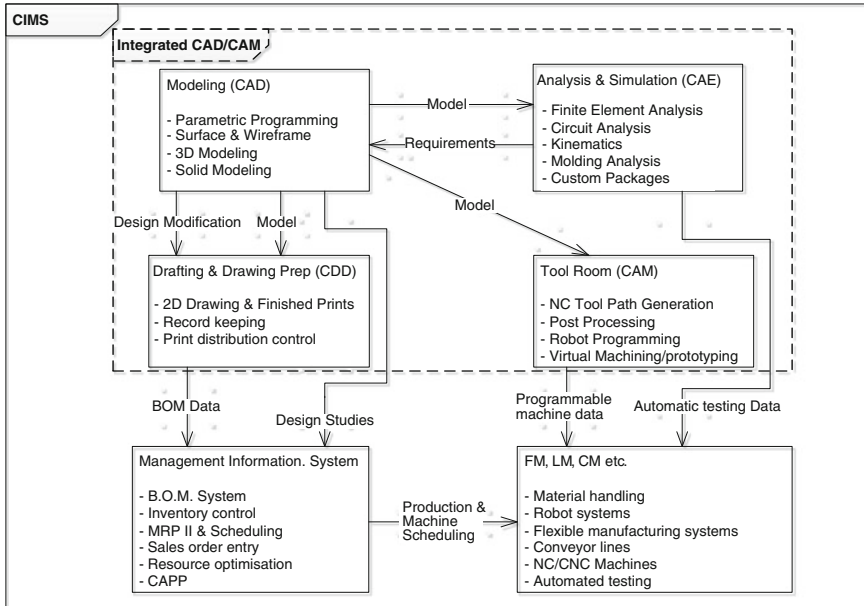 CIMS
Integrated CAD/CAM
Modeling (CAD)
- Parametric Programming
- Surface & Wireframe
- 3D Modeling
- Solid Modeling
Model
Requirements
Analysis & Simulation (CAE)
- Finite Element Analysis
- Circuit Analysis
- Kinematics
- Molding Analysis
- Custom Packages
Design Modification
Model
Model
Drafting & Drawing Prep (CDD)
- 2D Drawing & Finished Prints
- Record keeping
- Print distribution control
Tool Room (CAM)
- NC Tool Path Generation
- Post Processing
- Robot Programming
- Virtual Machining/prototyping
BOM Data
Design Studies
Programmable
machine data
Automatic testing Data
Management Information. System
- B.O.M. System
- Inventory control
- MRP II & Scheduling
- Sales order entry
- Resource optimisation
- CAPP
Production &
Machine
Scheduling
FM, LM, CM etc.
- Material handling
- Robot systems
- Flexible manufacturing systems
- Conveyor lines
- NC/CNC Machines
- Automated testing